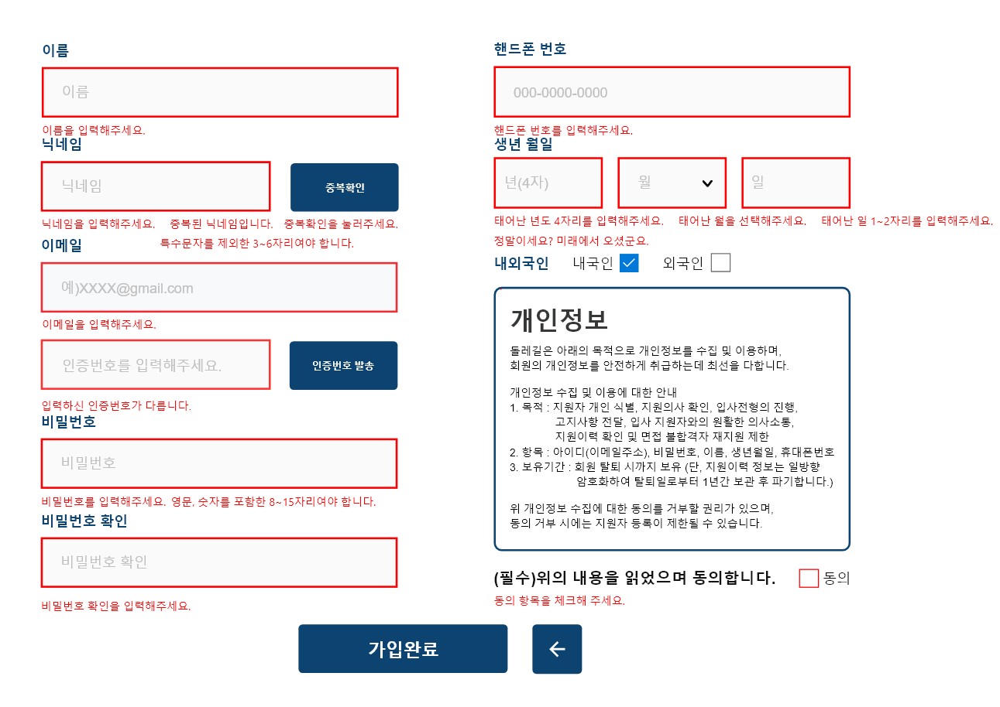 이름
이름
이름을 입력해주세요.
닉네임
닉네임
중복확인
닉네임을 입력해주세요. 중복된 닉네임입니다. 중복확인을 눌러주세요.
특수문자를 제외한 3~6자리여야 합니다.
이메일
예)XXXX@gmail.com
이메일을 입력해주세요.
인증번호를 입력해주세요.
인증번호 발송
입력하신 인증번호가 다릅니다.
비밀번호
비밀번호
비밀번호를 입력해주세요. 영문, 숫자를 포함한 8~15자리여야 합니다.
비밀번호 확인
비밀번호 확인
비밀번호 확인을 입력해주세요.
핸드폰 번호
000-0000-0000
핸드폰 번호를 입력해주세요.
생년 월일
년(4자)
월
일
태어난 년도 4자리를 입력해주세요. 태어난 월을 선택해주세요. 태어난 일 1~2자리를 입력해주세요.
정말이세요? 미래에서 오셨군요.
내외국인 내국인 외국인
개인정보
돌레길은 아래의 목적으로 개인정보를 수집 및 이용하며,
회원의 개인정보를 안전하게 취급하는데 최선을 다합니다.
개인정보 수집 및 이용에 대한 안내
1. 목적 : 지원자 개인 식별, 지원의사 확인, 입사전형의 진행,
고지사항 전달, 입사 지원자와의 원활한 의사소통,
지원이력 확인 및 면접 불합격자 재지원 제한
2. 항목 : 아이디(이메일주소), 비밀번호, 이름, 생년월일, 휴대폰번호
3. 보유기간 : 회원 탈퇴 시까지 보유 (단, 지원이력 정보는 일방향
암호화하여 탈퇴일로부터 1년간 보관 후 파기합니다.)
위 개인정보 수집에 대한 동의를 거부할 권리가 있으며,
동의 거부 시에는 지원자 등록이 제한될 수 있습니다.
(필수)위의 내용을 읽었으며 동의합니다. 동의
동의 항목을 체크해 주세요.
가입완료